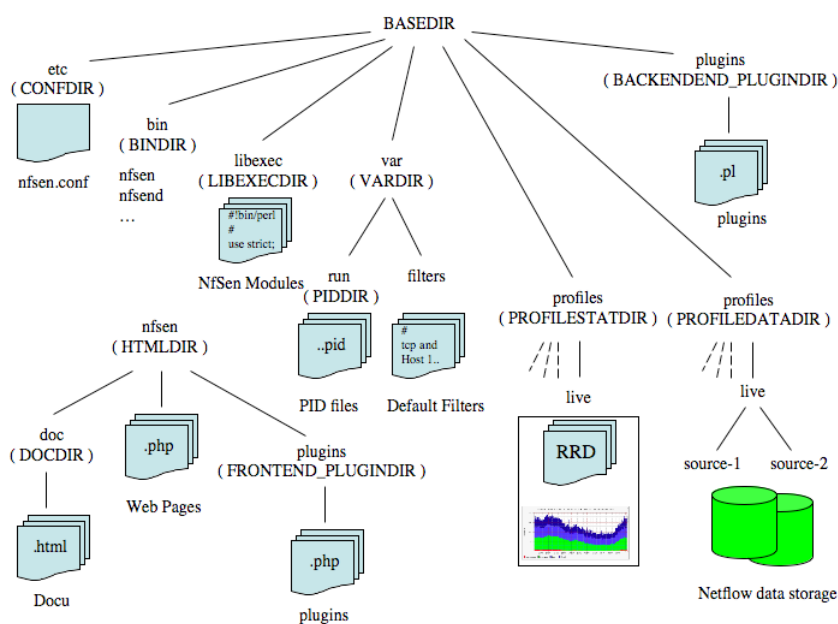 BASEDIR
etc
( CONFDIR )
nfsen.conf
bin
( BINDIR )
nfsen
nfsend
…
libexec
( LIBEXECDIR )
#!bin/perl
#
use strict;
NfSen Modules
var
( VARDIR )
run
( PIDDIR )
..pid
PID files
filters
#
tcp and
Host 1..
Default Filters
plugins
( BACKENDEND_PLUGINDIR )
.pl
plugins
profiles
( PROFILESTATDIR )
live
RRD
profiles
( PROFILEDATADIR )
live
source-1
source-2
Netflow data storage
nfsen
( HTMLDIR )
doc
( DOCDIR )
.html
Docu
.php
Web Pages
plugins
( FRONTEND_PLUGINDIR )
.php
plugins